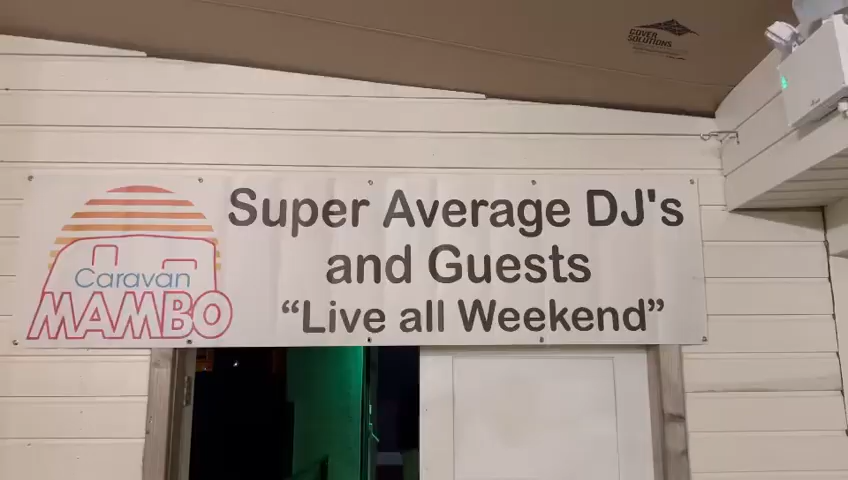 COVER
SOLUTIONS
Super Average DJ's
and Guests
"Live all Weekend"
Caravan
MAMBO